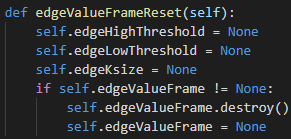 def edgeValueFrameReset(self):
    self.edgeHighThreshold = None
    self.edgeLowThreshold = None
    self.edgeKsize = None
    if self.edgeValueFrame != None:
        self.edgeValueFrame.destroy()
        self.edgeValueFrame = None